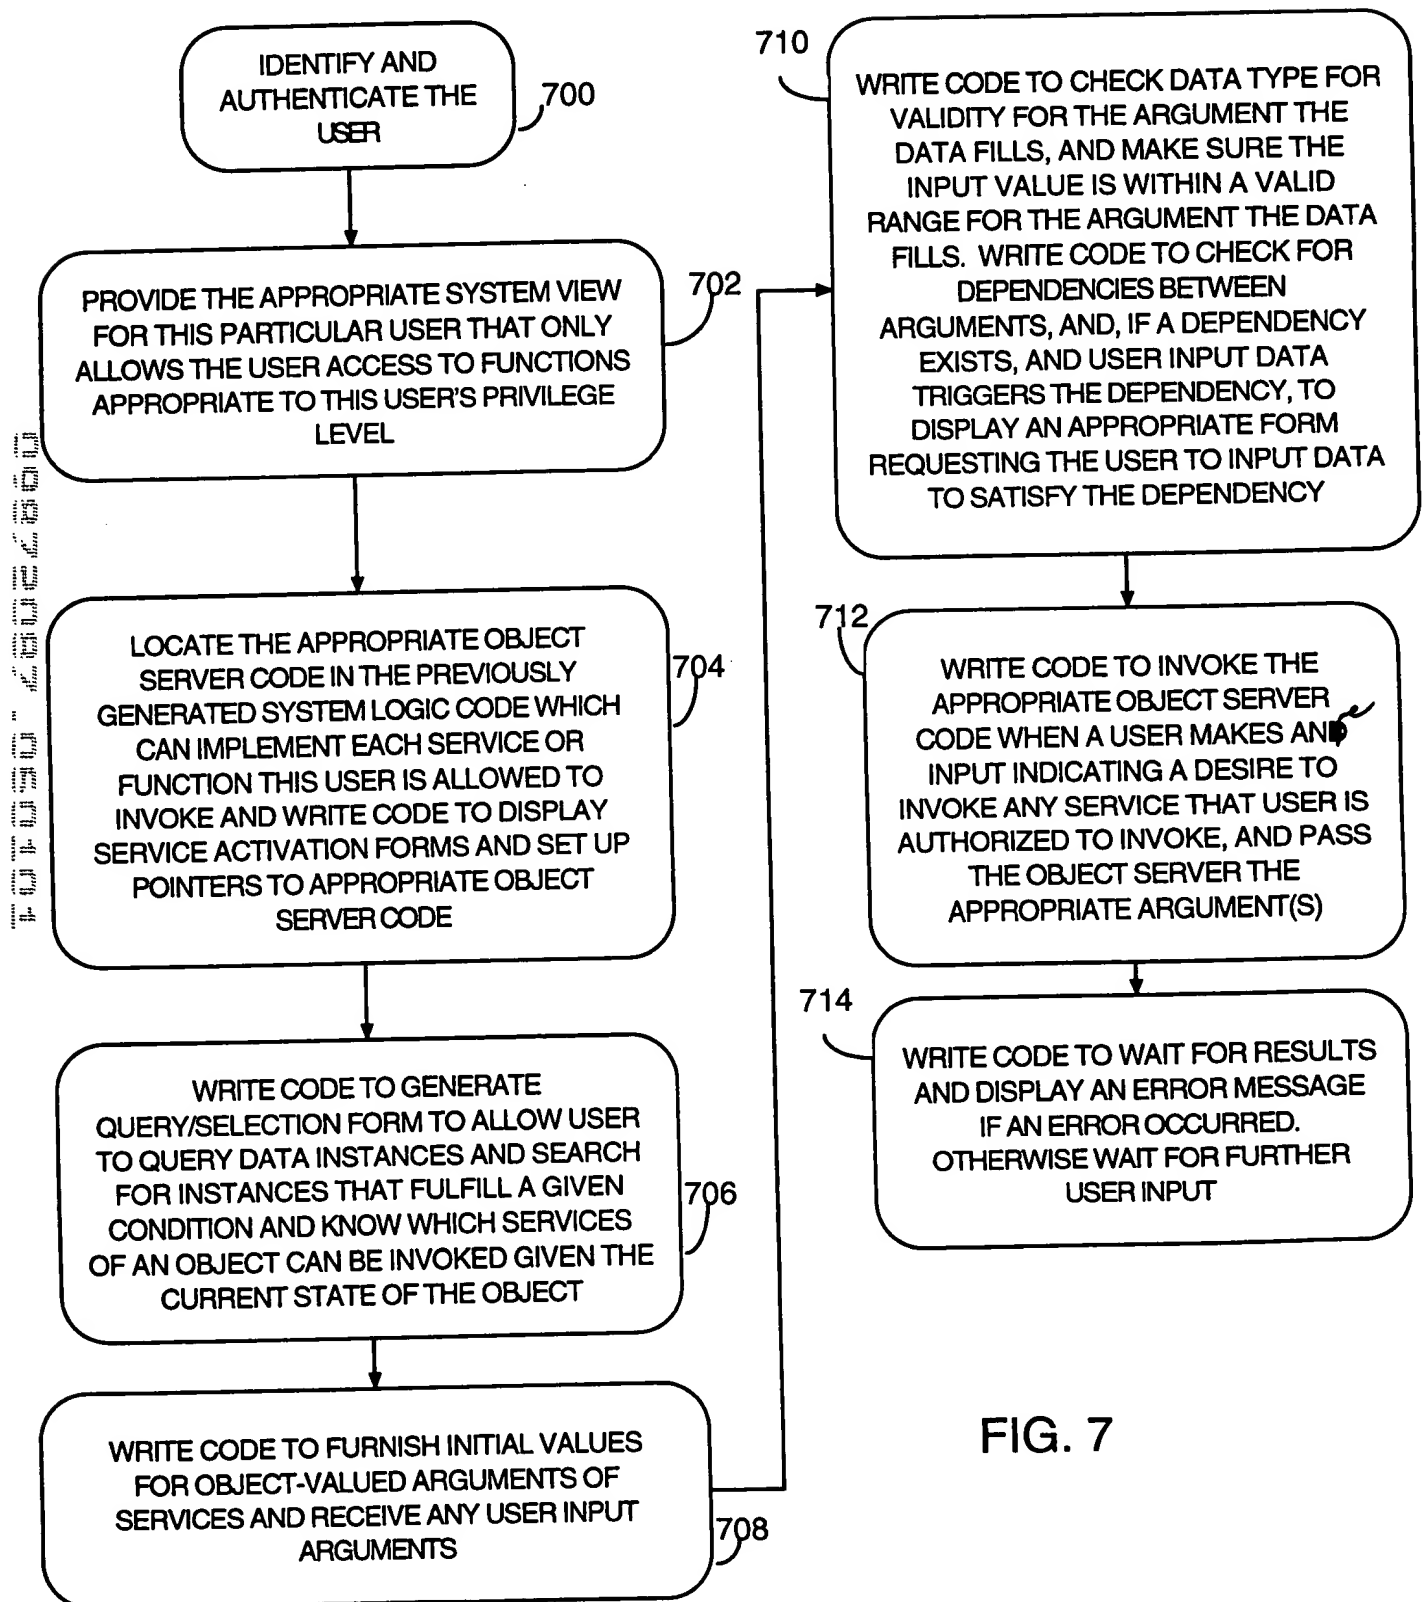 IDENTIFY AND
AUTHENTICATE THE
USER
700
PROVIDE THE APPROPRIATE SYSTEM VIEW
FOR THIS PARTICULAR USER THAT ONLY
ALLOWS THE USER ACCESS TO FUNCTIONS
APPROPRIATE TO THIS USER'S PRIVILEGE
LEVEL
702
LOCATE THE APPROPRIATE OBJECT
SERVER CODE IN THE PREVIOUSLY
GENERATED SYSTEM LOGIC CODE WHICH
CAN IMPLEMENT EACH SERVICE OR
FUNCTION THIS USER IS ALLOWED TO
INVOKE AND WRITE CODE TO DISPLAY
SERVICE ACTIVATION FORMS AND SET UP
POINTERS TO APPROPRIATE OBJECT
SERVER CODE
704
WRITE CODE TO GENERATE
QUERY/SELECTION FORM TO ALLOW USER
TO QUERY DATA INSTANCES AND SEARCH
FOR INSTANCES THAT FULFILL A GIVEN
CONDITION AND KNOW WHICH SERVICES
OF AN OBJECT CAN BE INVOKED GIVEN THE
CURRENT STATE OF THE OBJECT
706
WRITE CODE TO FURNISH INITIAL VALUES
FOR OBJECT-VALUED ARGUMENTS OF
SERVICES AND RECEIVE ANY USER INPUT
ARGUMENTS
708
710
WRITE CODE TO CHECK DATA TYPE FOR
VALIDITY FOR THE ARGUMENT THE
DATA FILLS, AND MAKE SURE THE
INPUT VALUE IS WITHIN A VALID
RANGE FOR THE ARGUMENT THE DATA
FILLS. WRITE CODE TO CHECK FOR
DEPENDENCIES BETWEEN
ARGUMENTS, AND, IF A DEPENDENCY
EXISTS, AND USER INPUT DATA
TRIGGERS THE DEPENDENCY, TO
DISPLAY AN APPROPRIATE FORM
REQUESTING THE USER TO INPUT DATA
TO SATISFY THE DEPENDENCY
712
WRITE CODE TO INVOKE THE
APPROPRIATE OBJECT SERVER
CODE WHEN A USER MAKES AND
INPUT INDICATING A DESIRE TO
INVOKE ANY SERVICE THAT USER IS
AUTHORIZED TO INVOKE, AND PASS
THE OBJECT SERVER THE
APPROPRIATE ARGUMENT(S)
714
WRITE CODE TO WAIT FOR RESULTS
AND DISPLAY AN ERROR MESSAGE
IF AN ERROR OCCURRED.
OTHERWISE WAIT FOR FURTHER
USER INPUT
FIG. 7